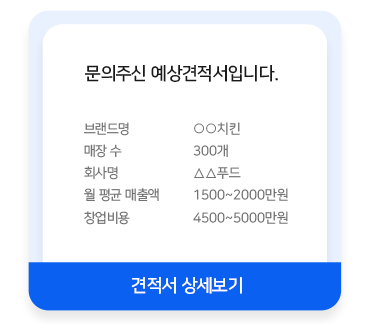 문의주신 예상견적서입니다.
브랜드명 ○○치킨
매장 수 300개
회사명 △△푸드
월 평균 매출액 1500~2000만원
창업비용 4500~5000만원
견적서 상세보기